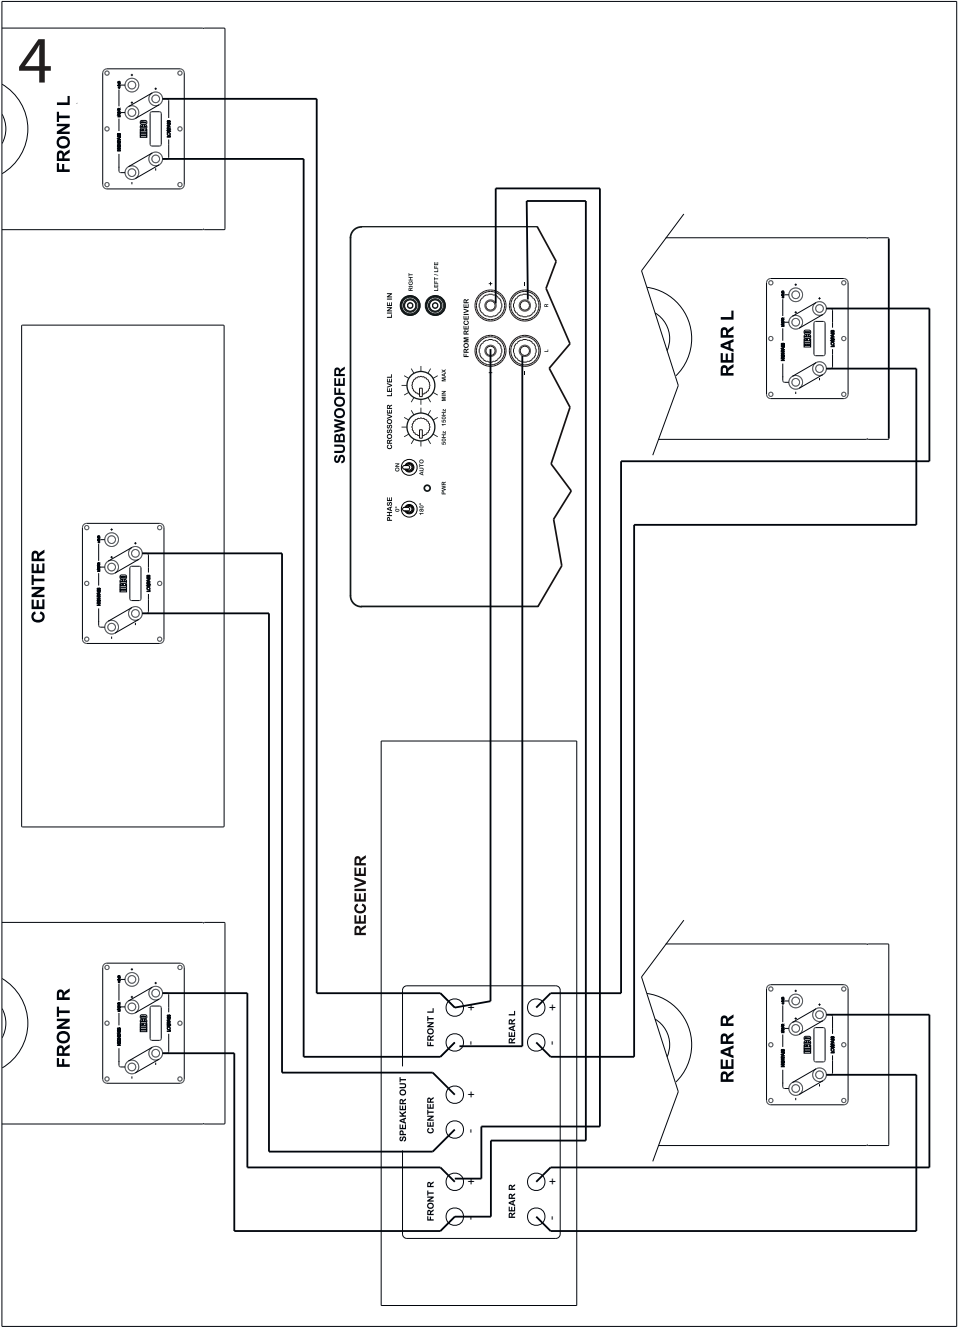 4
FRONT L
CENTER
FRONT R
SUBWOOFER
LINE IN
RIGHT
LEFT / LFE
FROM RECEIVER
+
-
R
L
+
-
LEVEL
MIN MAX
CROSSOVER
50Hz 150Hz
ON
AUTO
PWR
PHASE
0°
180°
RECEIVER
SPEAKER OUT
FRONT L
+
-
REAR L
+
-
CENTER
+
-
FRONT R
+
-
REAR R
+
-
REAR L
REAR R